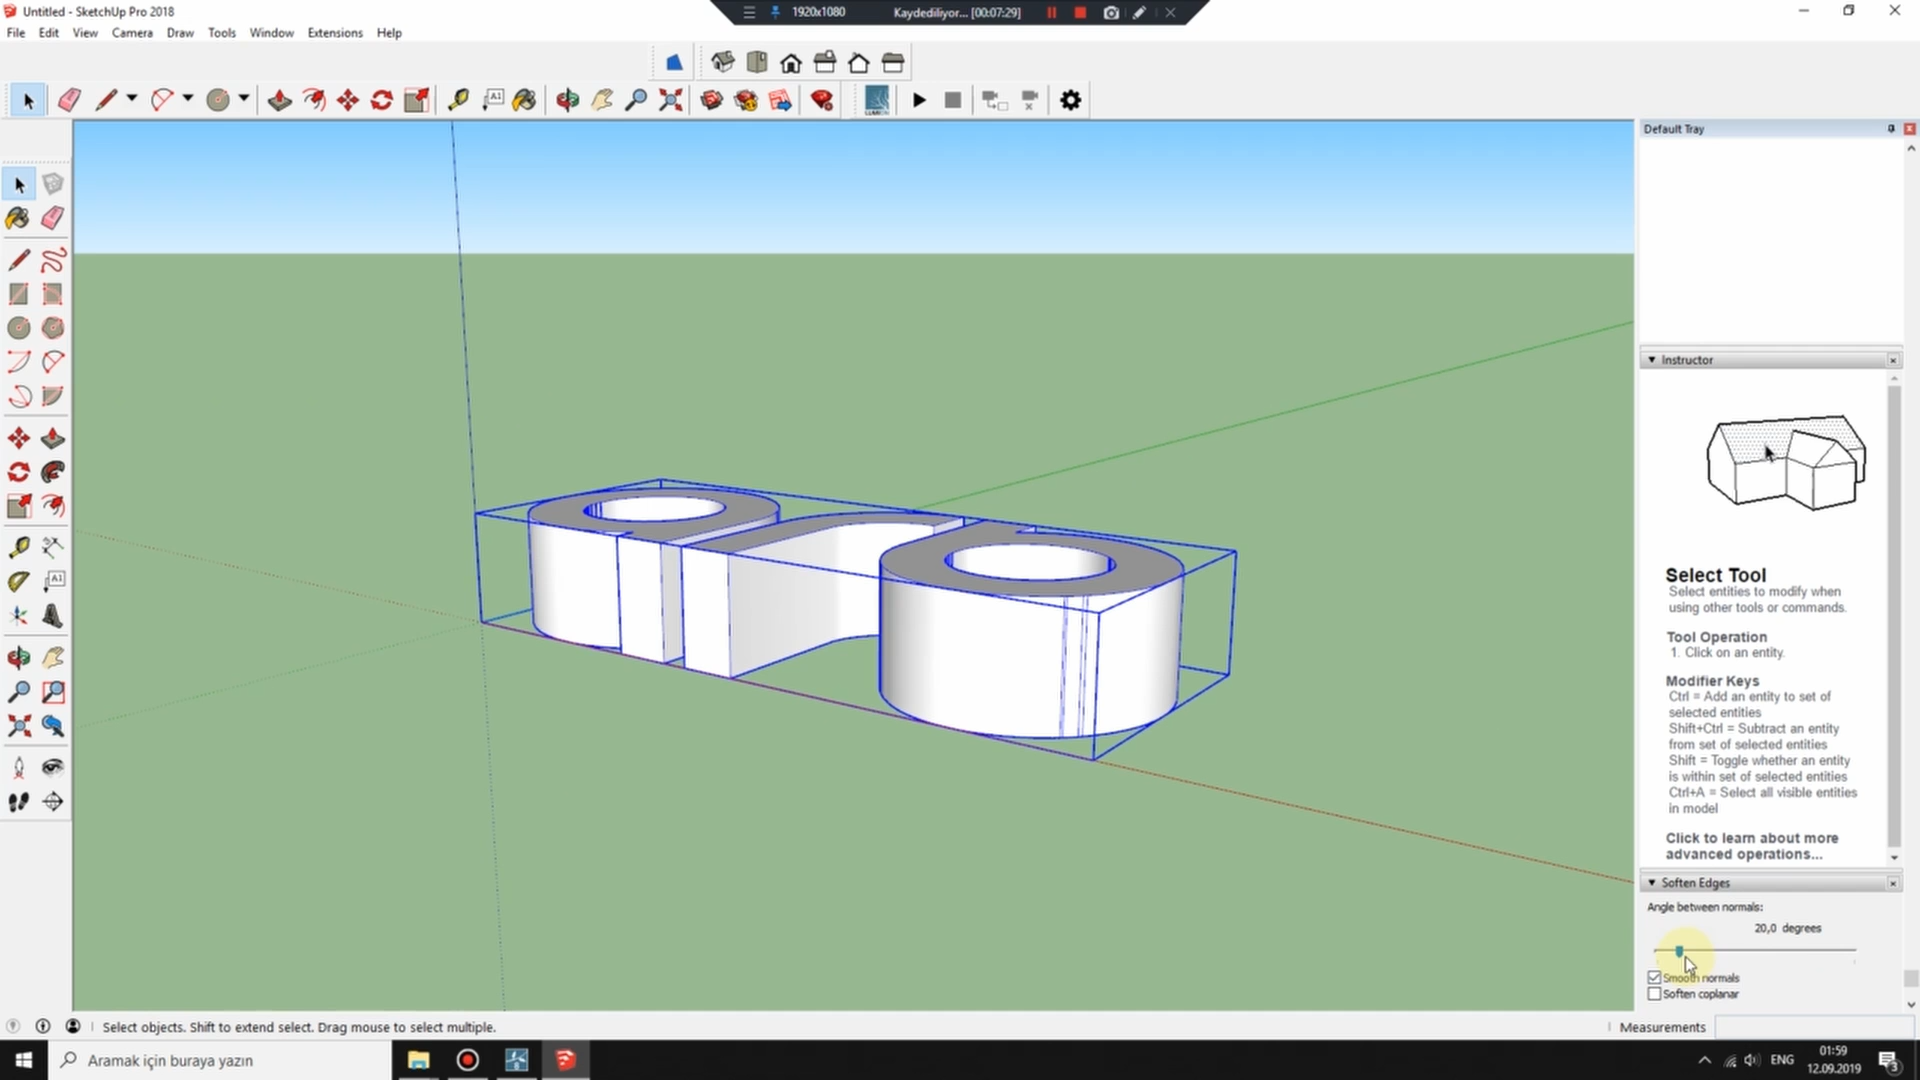 Untitled - SketchUp Pro 2018
1920x1080
Kaydediliyor... [00:07:29]
File Edit View Camera Draw Tools Window Extensions Help
A1
LUMION
Default Tray
Instructor
Select Tool
Select entities to modify when
using other tools or commands.
Tool Operation
1. Click on an entity.
Modifier Keys
Ctrl = Add an entity to set of
selected entities
Shift+Ctrl = Subtract an entity
from set of selected entities
Shift = Toggle whether an entity
is within set of selected entities
Ctrl+A = Select all visible entities
in model
Click to learn about more
advanced operations...
A1
Soften Edges
Angle between normals:
20,0 degrees
Smooth normals
Soften coplanar
Select objects. Shift to extend select. Drag mouse to select multiple.
Measurements
Aramak için buraya yazın
ENG
01:59
12.09.2019
3